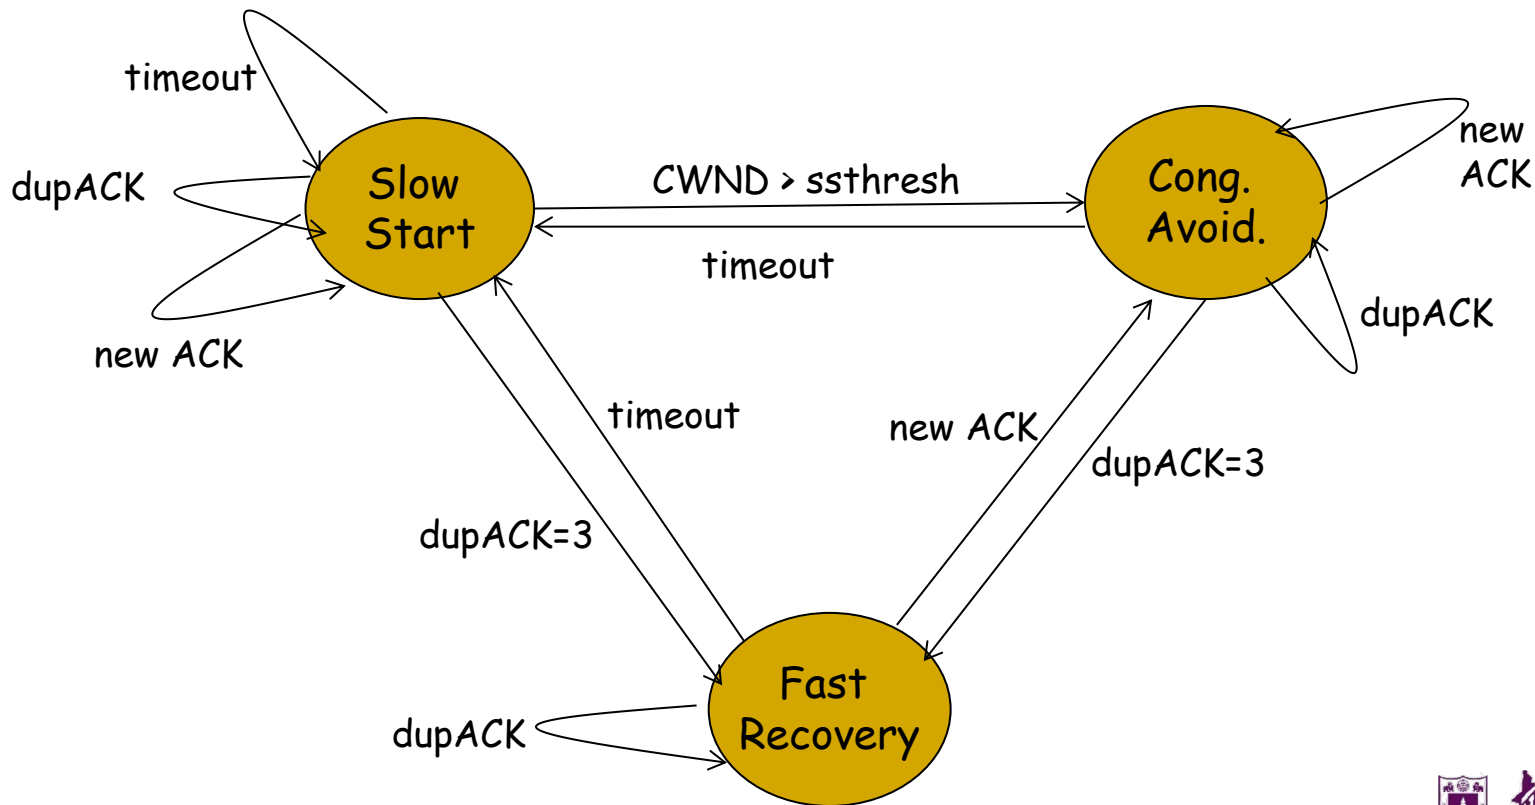 timeout
dupACK
Slow
Start
new ACK
CWND > ssthresh
timeout
Cong.
Avoid.
new
ACK
dupACK
timeout
new ACK
dupACK=3
dupACK=3
Fast
Recovery
dupACK